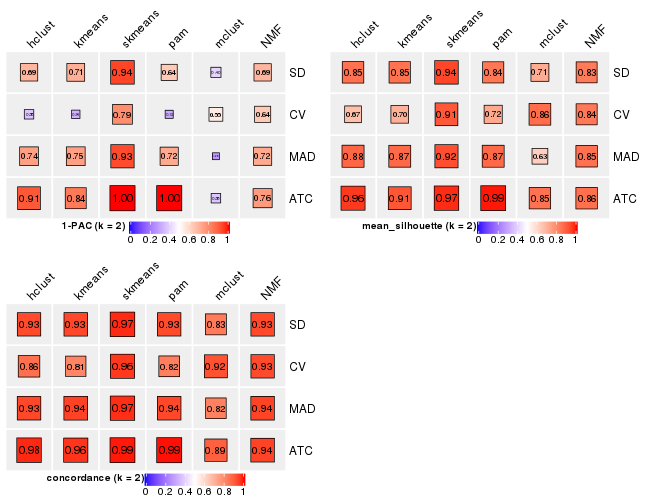 hclust kmeans skmeans pam mclust NMF
0.69 0.71 0.94 0.64 0.69 SD
0.79 0.55 0.64 CV
0.74 0.75 0.93 0.72 0.72 MAD
0.91 0.84 1.00 1.00 0.76 ATC
1-PAC (k = 2)
0 0.2 0.4 0.6 0.8 1
hclust kmeans skmeans pam mclust NMF
0.85 0.85 0.94 0.84 0.71 0.83 SD
0.67 0.70 0.91 0.72 0.86 0.84 CV
0.88 0.87 0.92 0.87 0.63 0.85 MAD
0.96 0.91 0.97 0.99 0.85 0.86 ATC
mean_silhouette (k = 2)
0 0.2 0.4 0.6 0.8 1
hclust kmeans skmeans pam mclust NMF
0.93 0.93 0.97 0.93 0.83 0.93 SD
0.86 0.81 0.96 0.82 0.92 0.93 CV
0.93 0.94 0.97 0.94 0.82 0.94 MAD
0.98 0.96 0.99 0.99 0.89 0.94 ATC
concordance (k = 2)
0 0.2 0.4 0.6 0.8 1